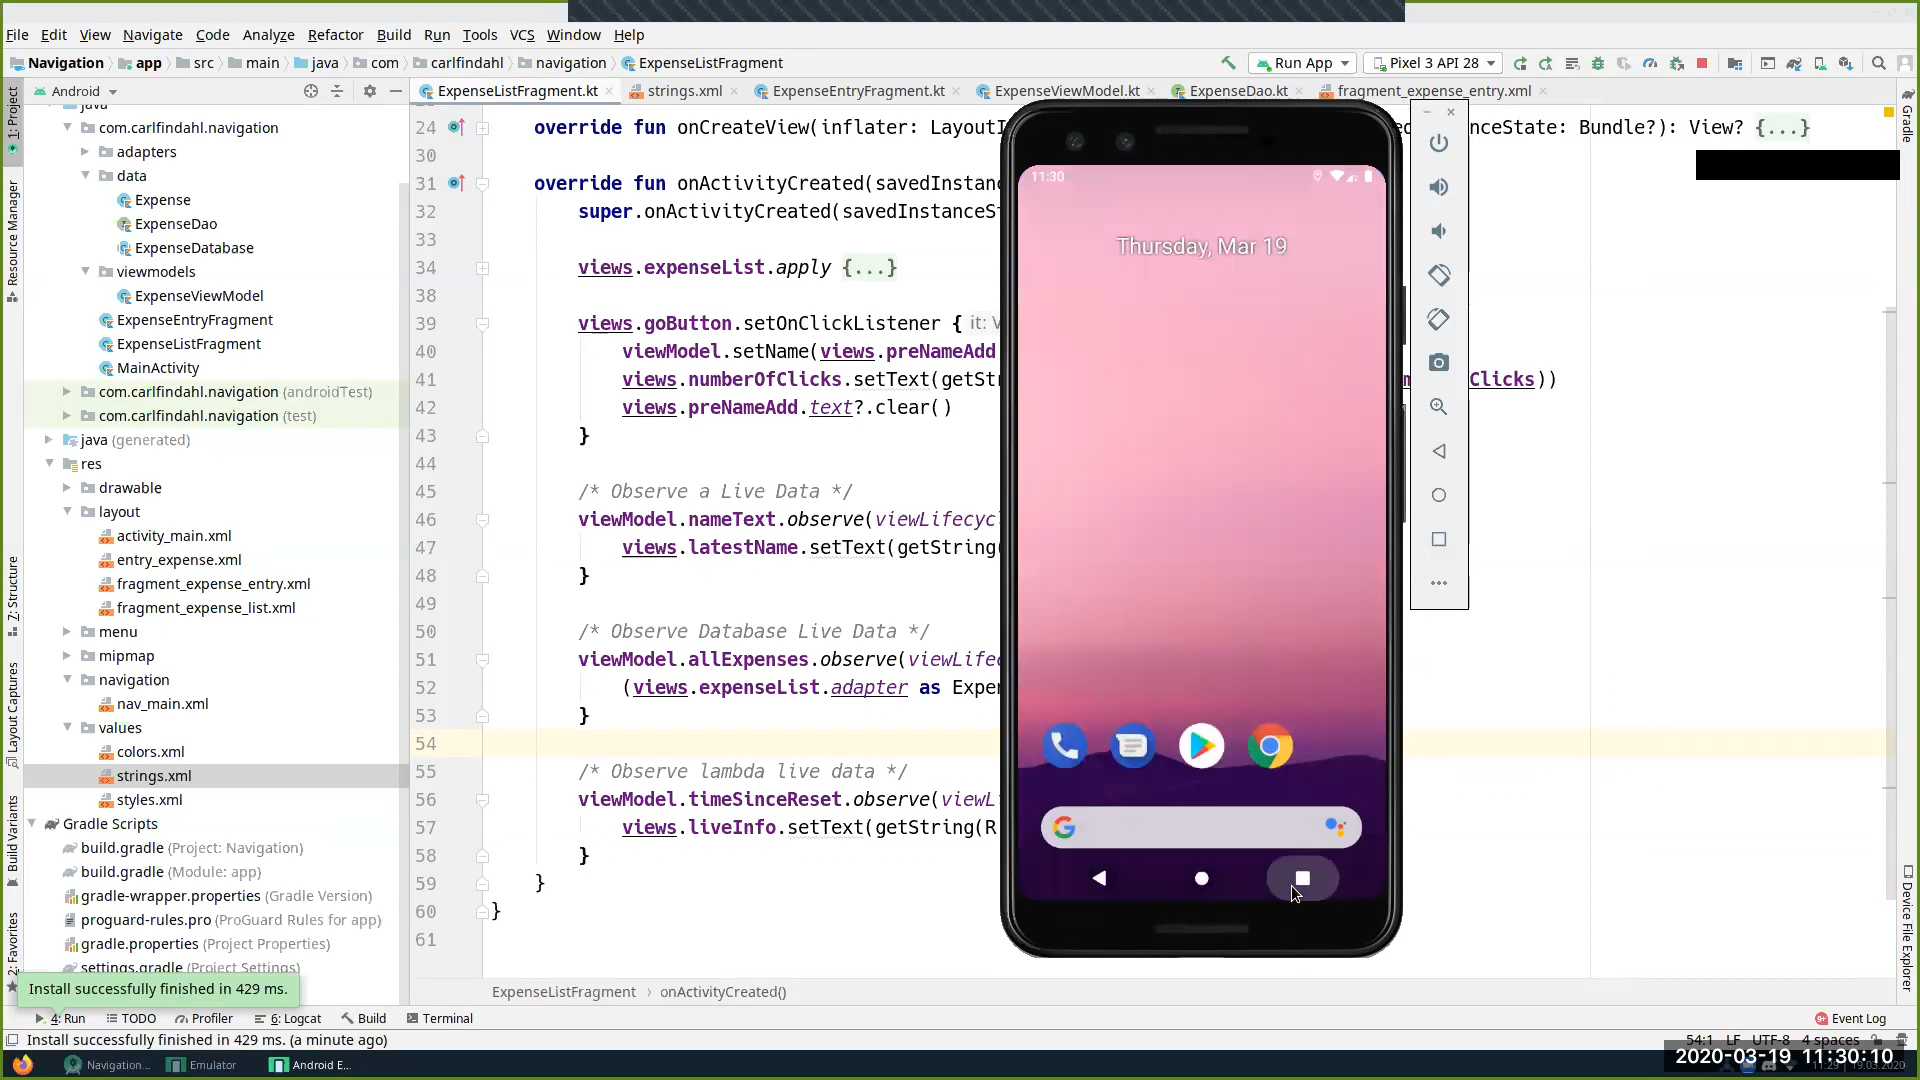 File Edit View Navigate Code Analyze Refactor Build Run Tools VCS Window Help
Navigation app src main java com carlfindahl navigation ExpenseListFragment Run App Pixel 3 API 28
Android
ExpenseListFragment.kt strings.xml ExpenseEntryFragment.kt ExpenseViewModel.kt ExpenseDao.kt fragment_expense_entry.xml
1: Project
Resource Manager
7: Structure
Layout Captures
Build Variants
2: Favorites
java
com.carlfindahl.navigation
adapters
data
Expense
ExpenseDao
ExpenseDatabase
viewmodels
ExpenseViewModel
ExpenseEntryFragment
ExpenseListFragment
MainActivity
com.carlfindahl.navigation (androidTest)
com.carlfindahl.navigation (test)
java (generated)
res
drawable
layout
activity_main.xml
entry_expense.xml
fragment_expense_entry.xml
fragment_expense_list.xml
menu
mipmap
navigation
nav_main.xml
values
colors.xml
strings.xml
styles.xml
Gradle Scripts
build.gradle (Project: Navigation)
build.gradle (Module: app)
gradle-wrapper.properties (Gradle Version)
proguard-rules.pro (ProGuard Rules for app)
gradle.properties (Project Properties)
settings.gradle (Project Settings)
24 override fun onCreateView(inflater: LayoutI nceState: Bundle?): View? {...}
30
31 override fun onActivityCreated(savedInstanc
32 super.onActivityCreated(savedInstanceSt
33
34 views.expenseList.apply {...}
38
39 views.goButton.setOnClickListener { it: V
40 viewModel.setName(views.preNameAdd
41 views.numberOfClicks.setText(getStr Clicks))
42 views.preNameAdd.text?.clear()
43 }
44
45 /* Observe a Live Data */
46 viewModel.nameText.observe(viewLifecyc
47 views.latestName.setText(getString(
48 }
49
50 /* Observe Database Live Data */
51 viewModel.allExpenses.observe(viewLifec
52 (views.expenseList.adapter as Expen
53 }
54
55 /* Observe lambda live data */
56 viewModel.timeSinceReset.observe(viewL
57 views.liveInfo.setText(getString(R
58 }
59 }
60 }
61
11:30
Thursday, Mar 19
Gradle
Device File Explorer
ExpenseListFragment › onActivityCreated()
Install successfully finished in 429 ms.
4: Run TODO Profiler 6: Logcat Build Terminal Event Log
Install successfully finished in 429 ms. (a minute ago) 54:1 LF UTF-8 4 spaces
Navigation... Emulator Android E...
2020-03-19 11:30:10